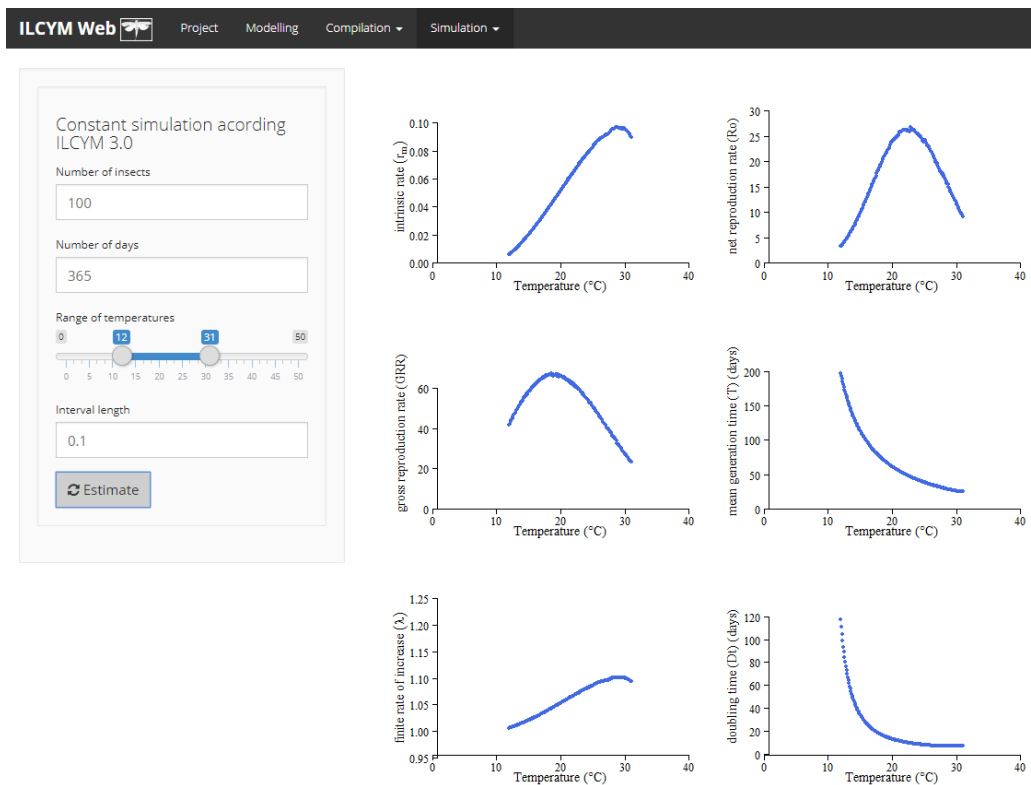 ILCYM Web Project Modelling Compilation Simulation
Constant simulation acording
ILCYM 3.0
Number of insects
100
Number of days
365
Range of temperatures
0 12 31 50
0 5 10 15 20 25 30 35 40 45 50
Interval length
0.1
Estimate
intrinsic rate (rm)
0.10
0.08
0.06
0.04
0.02
0.00
0 10 20 30 40
Temperature (°C)
net reproduction rate (Ro)
30
25
20
15
10
5
0
0 10 20 30 40
Temperature (°C)
gross reproduction rate (GRR)
60
40
20
0
0 10 20 30 40
Temperature (°C)
mean generation time (T) (days)
200
150
100
50
0
0 10 20 30 40
Temperature (°C)
finite rate of increase (λ)
1.25
1.20
1.15
1.10
1.05
1.00
0.95
0 10 20 30 40
Temperature (°C)
doubling time (Dt) (days)
120
100
80
60
40
20
0
0 10 20 30 40
Temperature (°C)